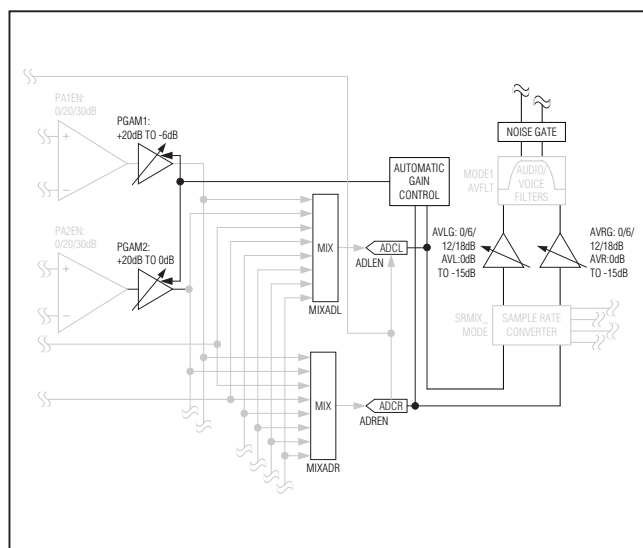 PA1EN:
0/20/30dB
PGAM1:
+20dB TO -6dB
PA2EN:
0/20/30dB
PGAM2:
+20dB TO 0dB
+
−
+
−
MIX
MIXADL
MIX
MIXADR
ADCL
ADLEN
ADCR
ADREN
AUTOMATIC
GAIN
CONTROL
NOISE GATE
MODE1
AVFLT
AUDIO/
VOICE
FILTERS
AVLG: 0/6/
12/18dB
AVL:0dB
TO -15dB
AVRG: 0/6/
12/18dB
AVR:0dB
TO -15dB
SRMIX_
MODE
SAMPLE RATE
CONVERTER